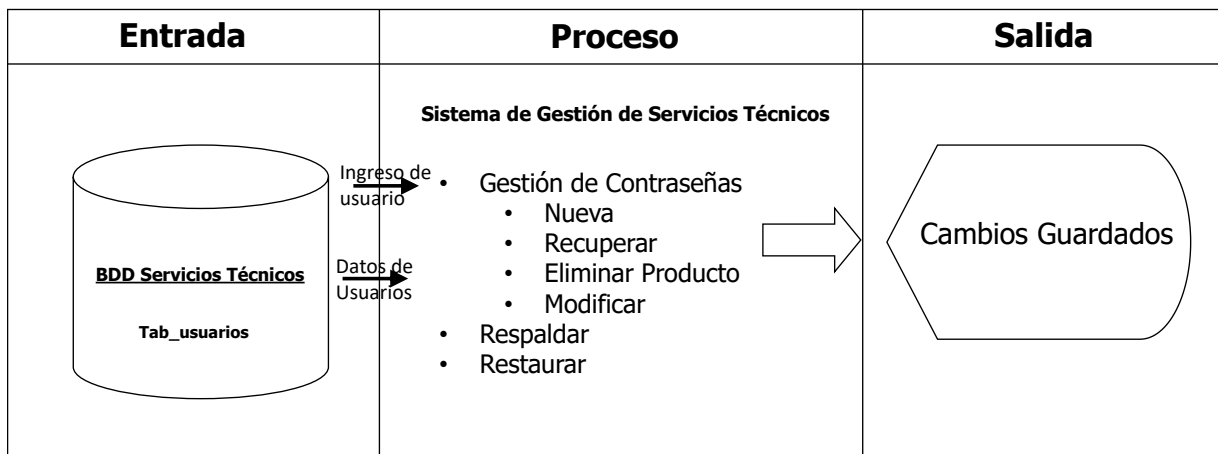 Entrada
Proceso
Salida
Sistema de Gestión de Servicios Técnicos
Ingreso de
usuario
Datos de
Usuarios
BDD Servicios Técnicos
Tab_usuarios
• Gestión de Contraseñas
• Nueva
• Recuperar
• Eliminar Producto
• Modificar
• Respaldar
• Restaurar
Cambios Guardados